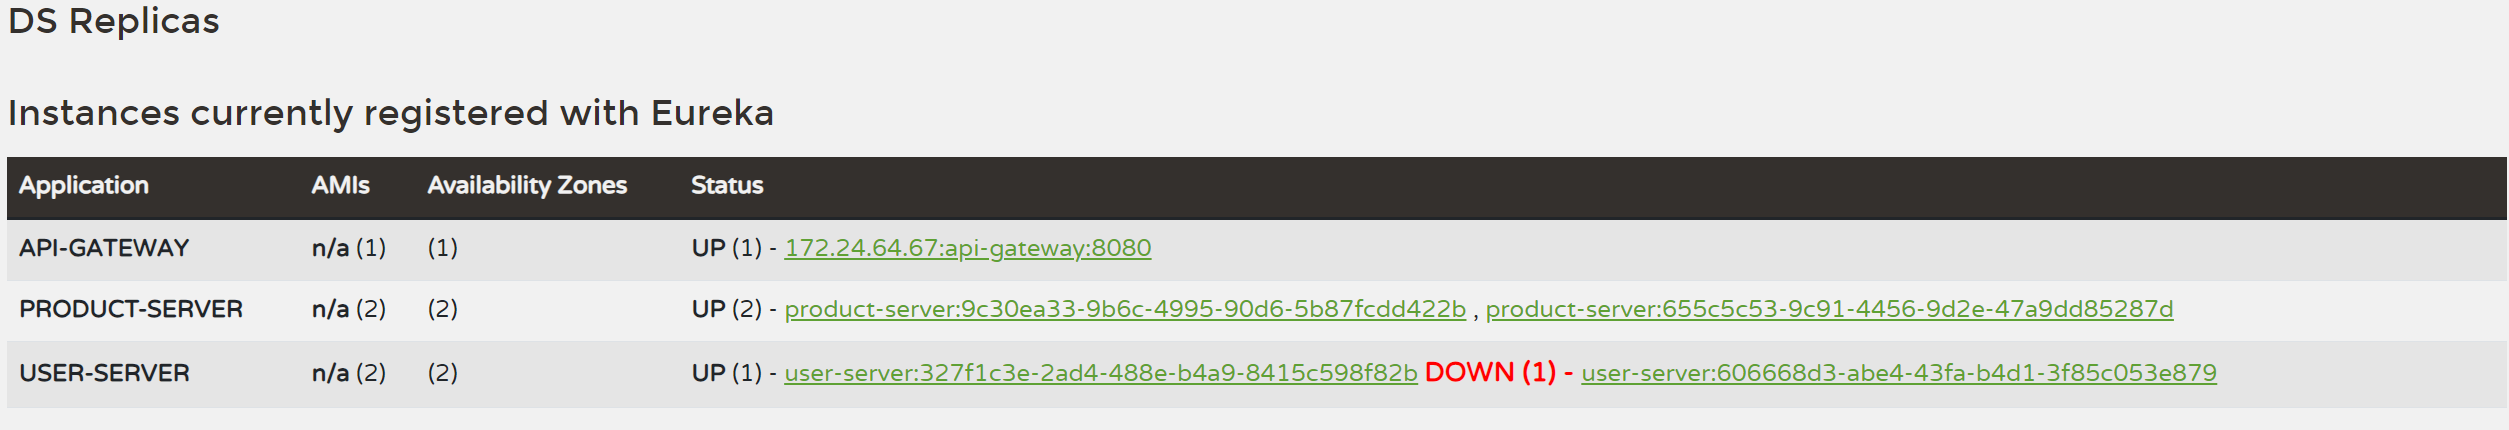 DS Replicas
Instances currently registered with Eureka
Application AMIs Availability Zones Status
API-GATEWAY n/a (1) (1) UP (1) - 172.24.64.67:api-gateway:8080
PRODUCT-SERVER n/a (2) (2) UP (2) - product-server:9c30ea33-9b6c-4995-90d6-5b87fcdd422b , product-server:655c5c53-9c91-4456-9d2e-47a9dd85287d
USER-SERVER n/a (2) (2) UP (1) - user-server:327f1c3e-2ad4-488e-b4a9-8415c598f82b DOWN (1) - user-server:606668d3-abe4-43fa-b4d1-3f85c053e879